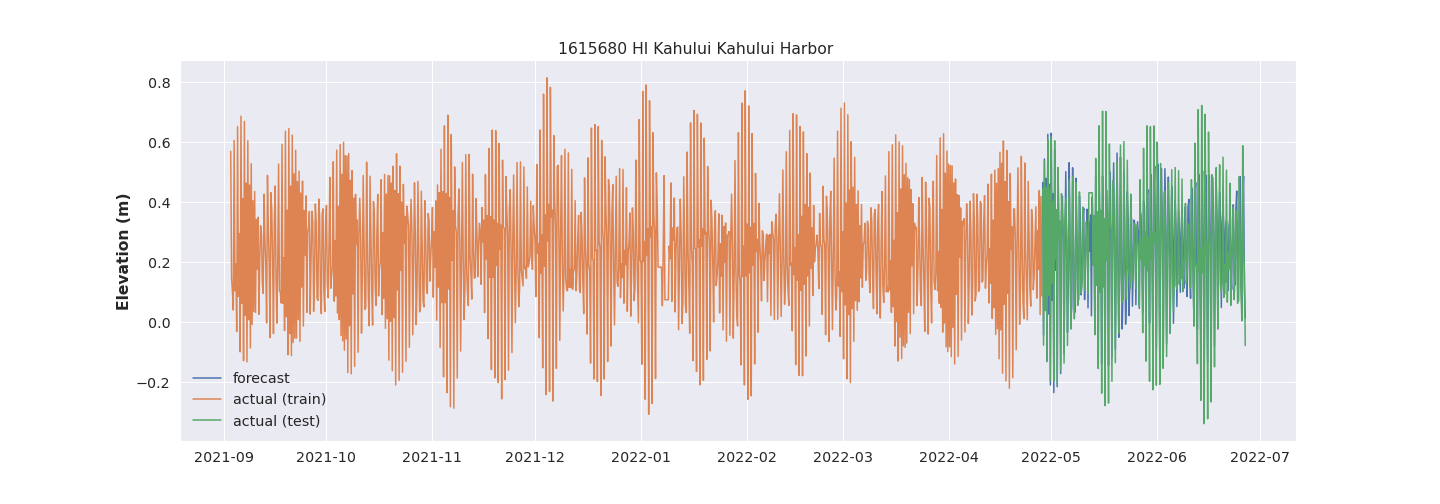 1615680 HI Kahului Kahului Harbor
Elevation (m)
0.8
0.6
0.4
0.2
0.0
−0.2
forecast
actual (train)
actual (test)
2021-09 2021-10 2021-11 2021-12 2022-01 2022-02 2022-03 2022-04 2022-05 2022-06 2022-07